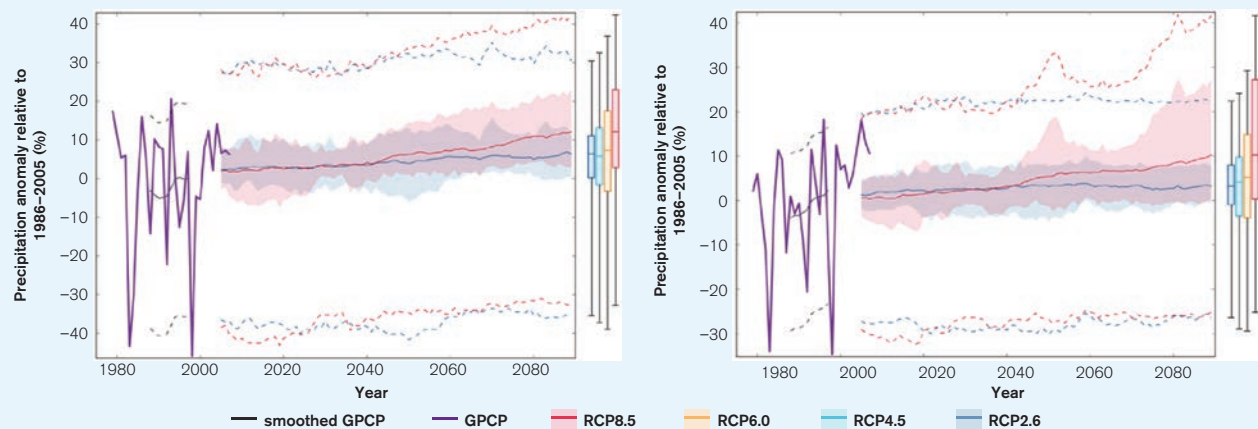 Precipitation anomaly relative to
1986–2005 (%)
40
30
20
10
0
−10
−20
−30
−40
1980 2000 2020 2040 2060 2080
Year
Precipitation anomaly relative to
1986–2005 (%)
40
30
20
10
0
−10
−20
−30
1980 2000 2020 2040 2060 2080
Year
smoothed GPCP GPCP RCP8.5 RCP6.0 RCP4.5 RCP2.6